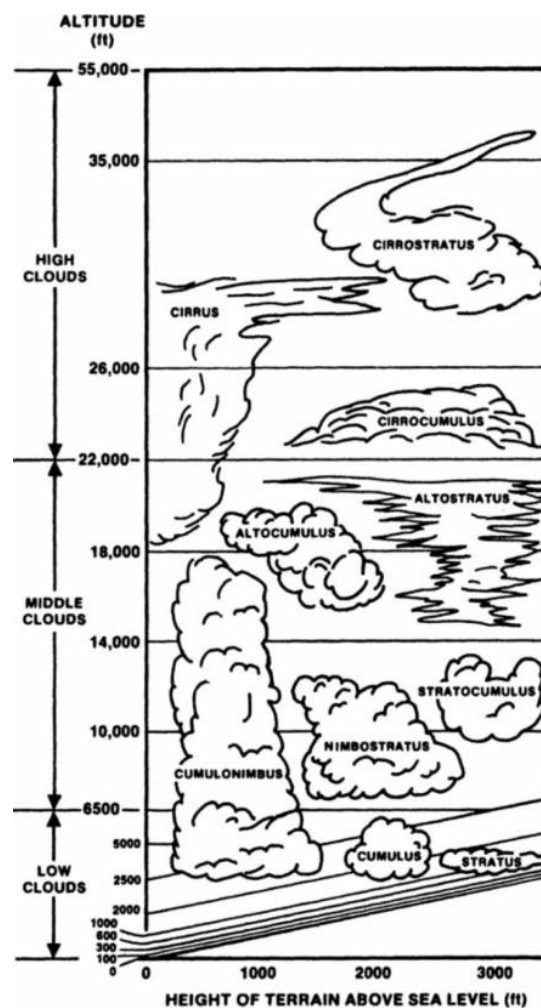 ALTITUDE
(ft)
55,000
35,000
CIRROSTRATUS
HIGH
CLOUDS
CIRRUS
26,000
CIRROCUMULUS
22,000
ALTOSTRATUS
ALTOCUMULUS
18,000
MIDDLE
CLOUDS
14,000
STRATOCUMULUS
10,000
NIMBOSTRATUS
CUMULONIMBUS
6500
5000
LOW
CLOUDS
CUMULUS
STRATUS
2500
2000
1000
600
300
100
0
0 1000 2000 3000
HEIGHT OF TERRAIN ABOVE SEA LEVEL (ft)